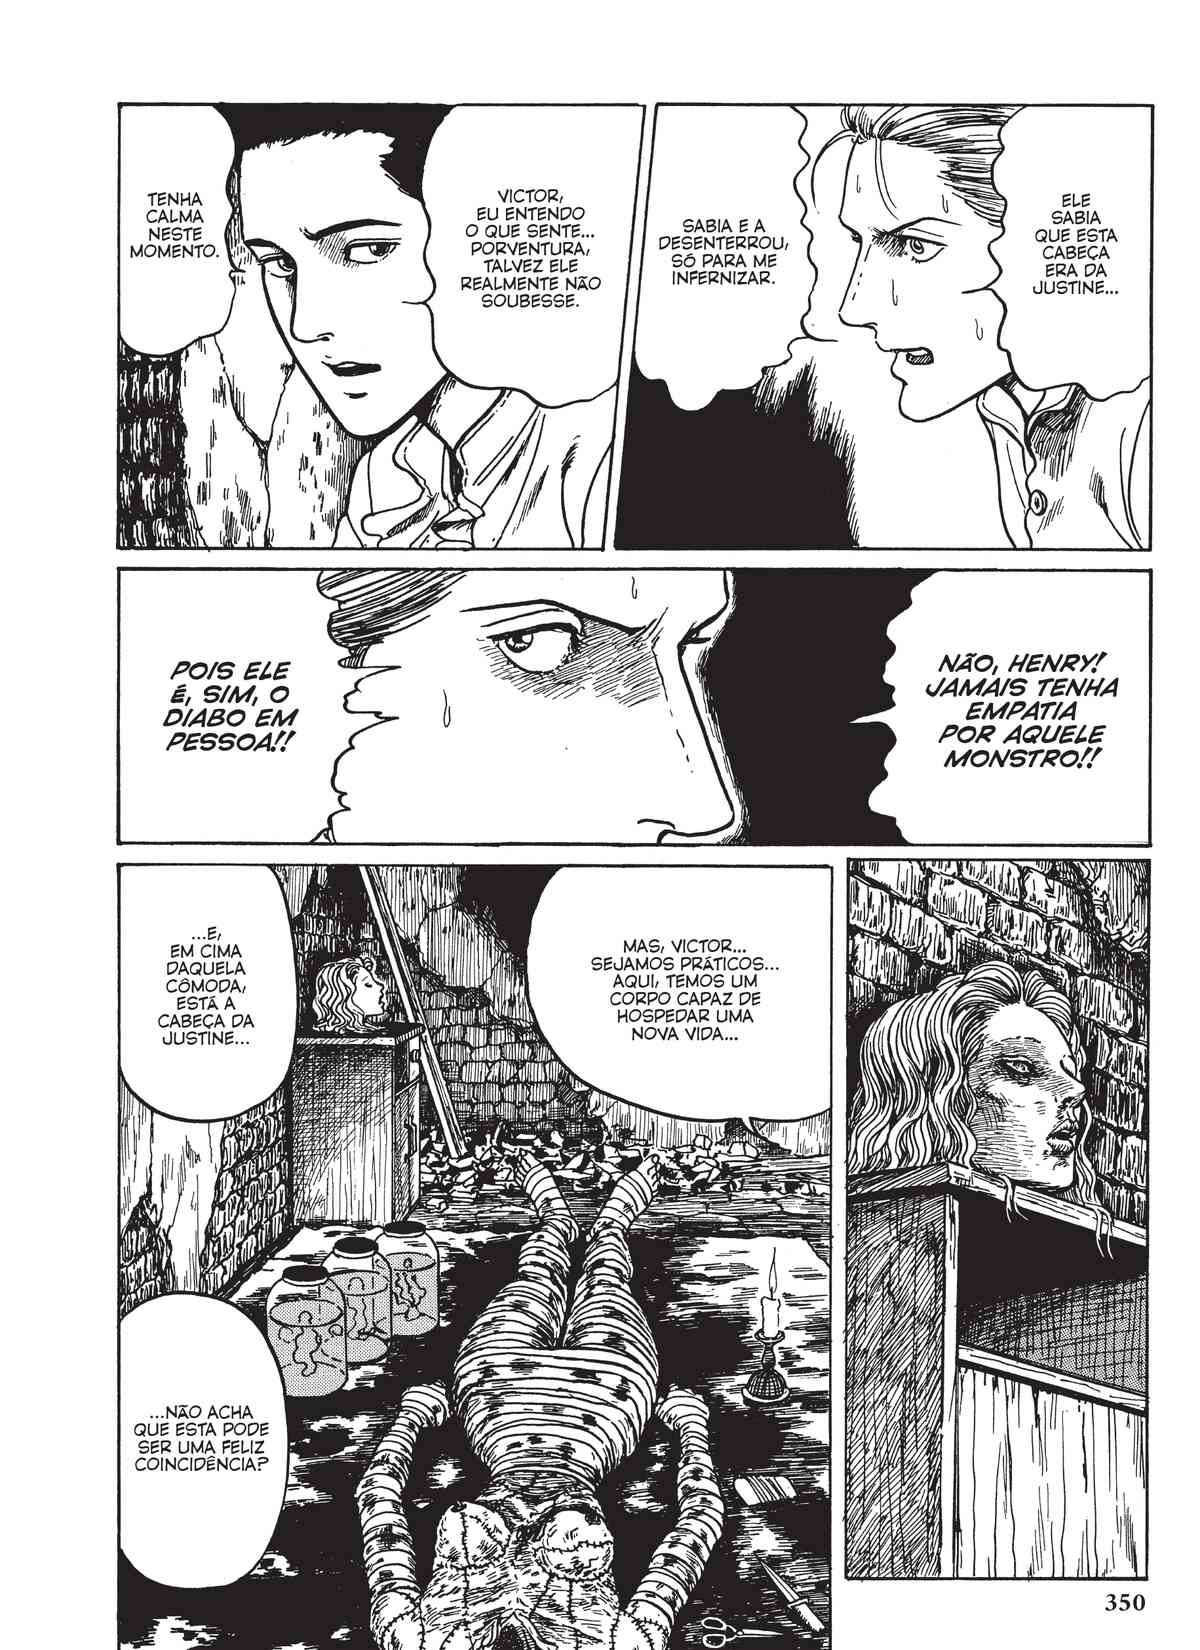 ELE
SABIA
QUE ESTA
CABEÇA
ERA DA
JUSTINE...
SABIA E A
DESENTERROU,
SÓ PARA ME
INFERNIZAR.
VICTOR,
EU ENTENDO
O QUE SENTE...
PORVENTURA,
TALVEZ ELE
REALMENTE NÃO
SOUBESSE.
TENHA
CALMA
NESTE
MOMENTO.
NÃO, HENRY!
JAMAIS TENHA
EMPATIA
POR AQUELE
MONSTRO!!
POIS ELE
É, SIM, O
DIABO EM
PESSOA!!
MAS, VICTOR...
SEJAMOS PRÁTICOS...
AQUI, TEMOS UM
CORPO CAPAZ DE
HOSPEDAR UMA
NOVA VIDA...
...E,
EM CIMA
DAQUELA
CÔMODA,
ESTÁ A
CABEÇA DA
JUSTINE...
...NÃO ACHA
QUE ESTA PODE
SER UMA FELIZ
COINCIDÊNCIA?
350